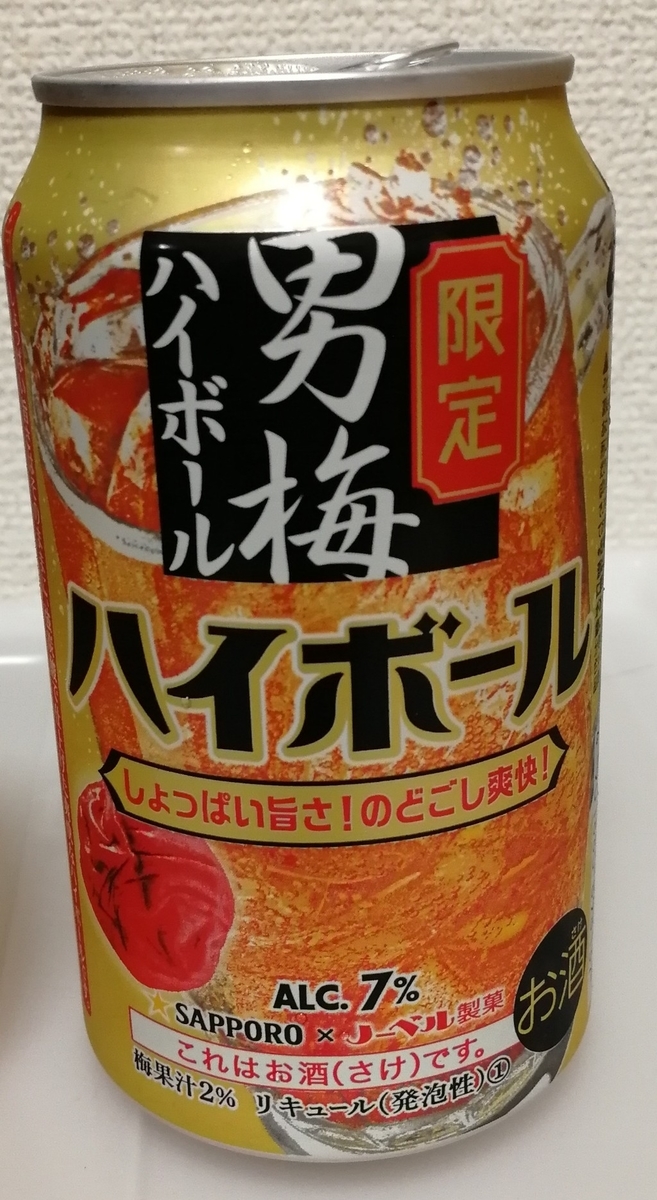 男梅
ハイボール
限定
ハイボール
しょっぱい旨さ!のどごし爽快!
ALC. 7%
SAPPORO × ノーベル製菓
これはお酒(さけ)です。
お酒
さけ
梅果汁2% リキュール(発泡性)①